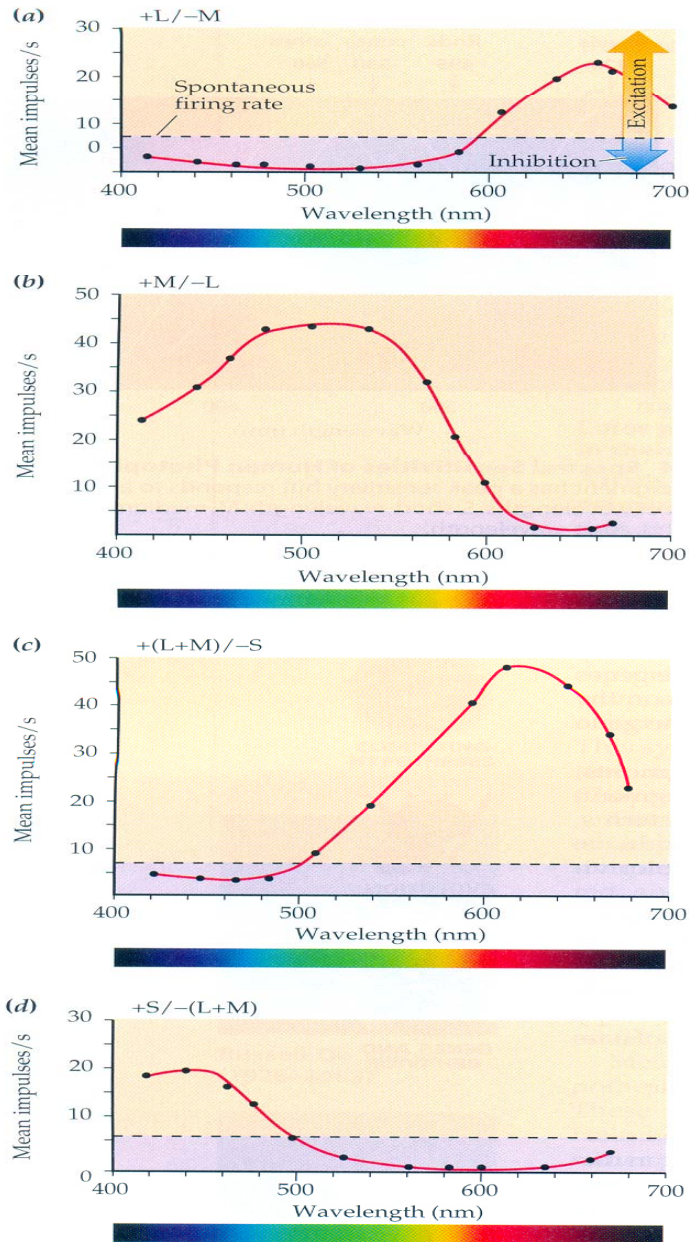 (a)
+L/−M
30
20
10
0
Mean impulses/s
Spontaneous
firing rate
Excitation
Inhibition
400
500
600
700
Wavelength (nm)
(b)
+M/−L
50
40
30
20
10
Mean impulses/s
400
500
600
700
Wavelength (nm)
(c)
+(L+M)/−S
50
40
30
20
10
Mean impulses/s
400
500
600
700
Wavelength (nm)
(d)
+S/−(L+M)
30
20
10
0
Mean impulses/s
400
500
600
700
Wavelength (nm)